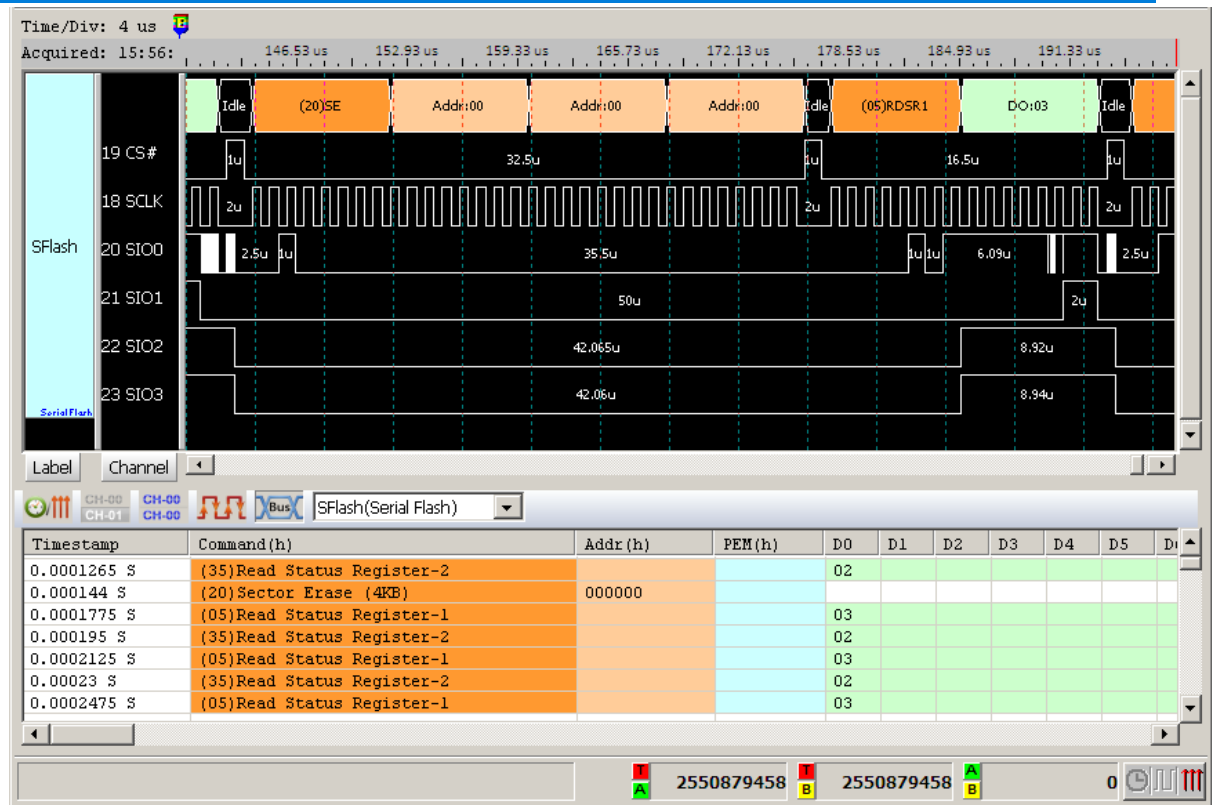 Time/Div: 4 us
Acquired: 15:56: 146.53 us 152.93 us 159.33 us 165.73 us 172.13 us 178.53 us 184.93 us 191.33 us
Idle (20)SE Addr:00 Addr:00 Addr:00 Idle (05)RDSR1 DO:03 Idle
19 CS# 1u 32.5u 1u 16.5u 1u
18 SCLK 2u 2u 2u
SFlash 20 SIO0 2.5u 1u 35.5u 1u 1u 6.09u 2.5u
21 SIO1 50u 2u
22 SIO2 42.065u 8.92u
23 SIO3 42.06u 8.94u
Serial Flash
Label Channel
CH-00 CH-00
CH-01 CH-00
Bus SFlash(Serial Flash)
Timestamp Command(h) Addr(h) PEM(h) D0 D1 D2 D3 D4 D5
0.0001265 S (35)Read Status Register-2 02
0.000144 S (20)Sector Erase (4KB) 000000
0.0001775 S (05)Read Status Register-1 03
0.000195 S (35)Read Status Register-2 02
0.0002125 S (05)Read Status Register-1 03
0.00023 S (35)Read Status Register-2 02
0.0002475 S (05)Read Status Register-1 03
T A 2550879458 T B 2550879458 A B 0